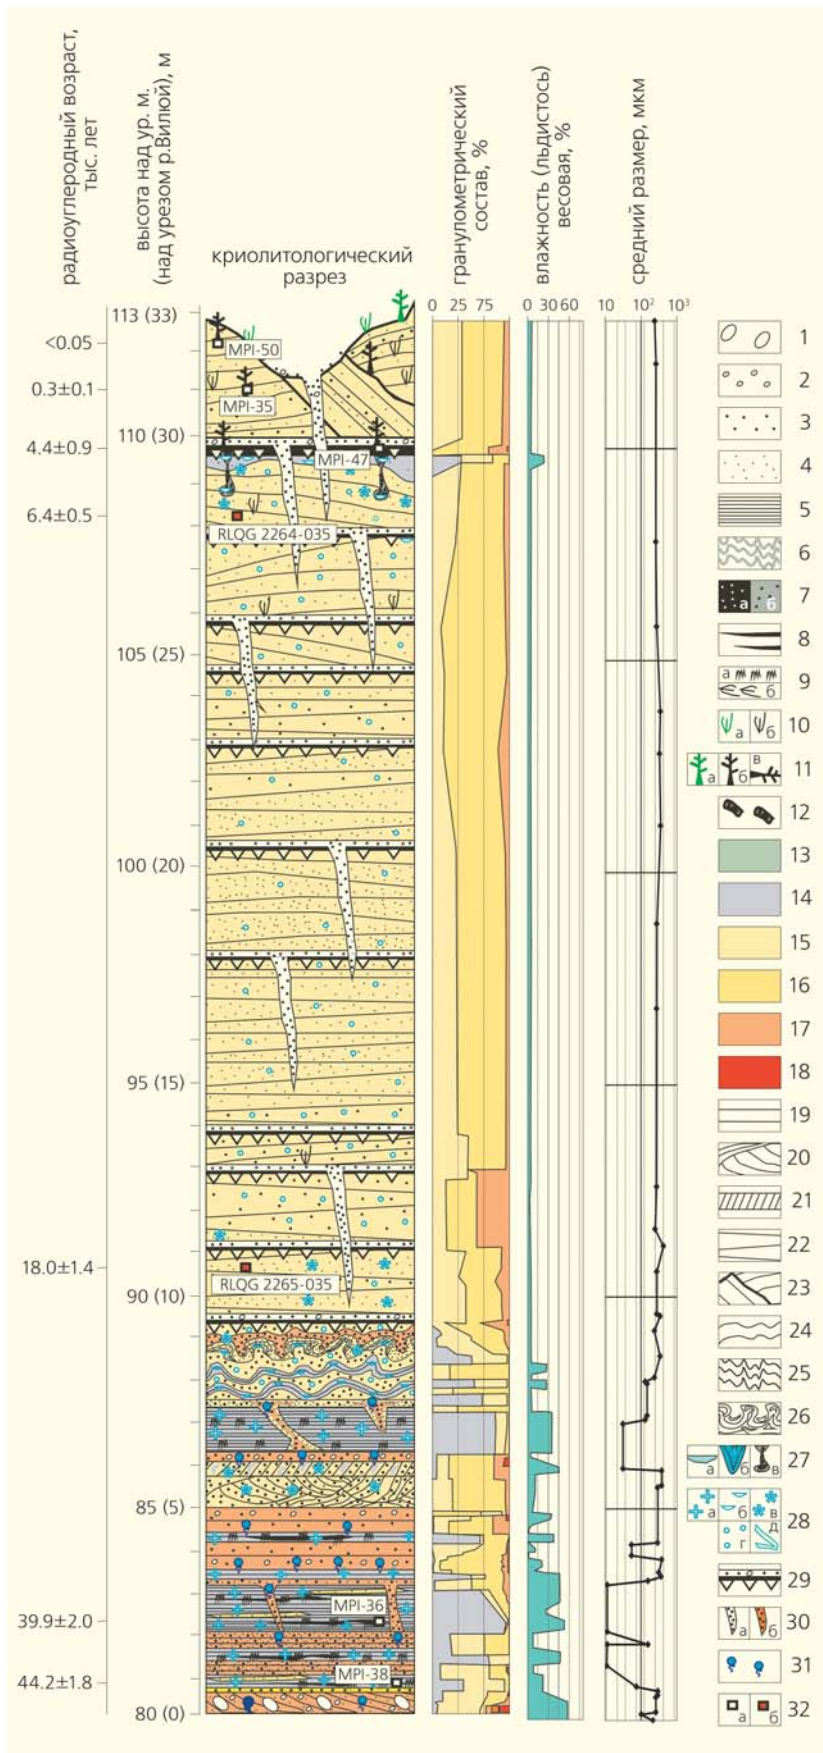 радиоуглеродный возраст,
тыс. лет
высота над ур. м.
(над урезом р.Вилюй), м
криолитологический
разрез
гранулометрический
состав, %
влажность (льдистось)
весовая, %
средний размер, мкм
0 25 75
0 30 60
10 10² 10³
113 (33)
<0.05
MPI-50
0.3±0.1
MPI-35
110 (30)
4.4±0.9
MPI-47
6.4±0.5
RLQG 2264-035
105 (25)
100 (20)
95 (15)
18.0±1.4
RLQG 2265-035
90 (10)
85 (5)
MPI-36
39.9±2.0
MPI-38
44.2±1.8
80 (0)
1
2
3
4
5
6
а б 7
8
а б 9
а б 10
а б в 11
12
13
14
15
16
17
18
19
20
21
22
23
24
25
26
а б в 27
а б в
г д 28
29
а б 30
31
а б 32